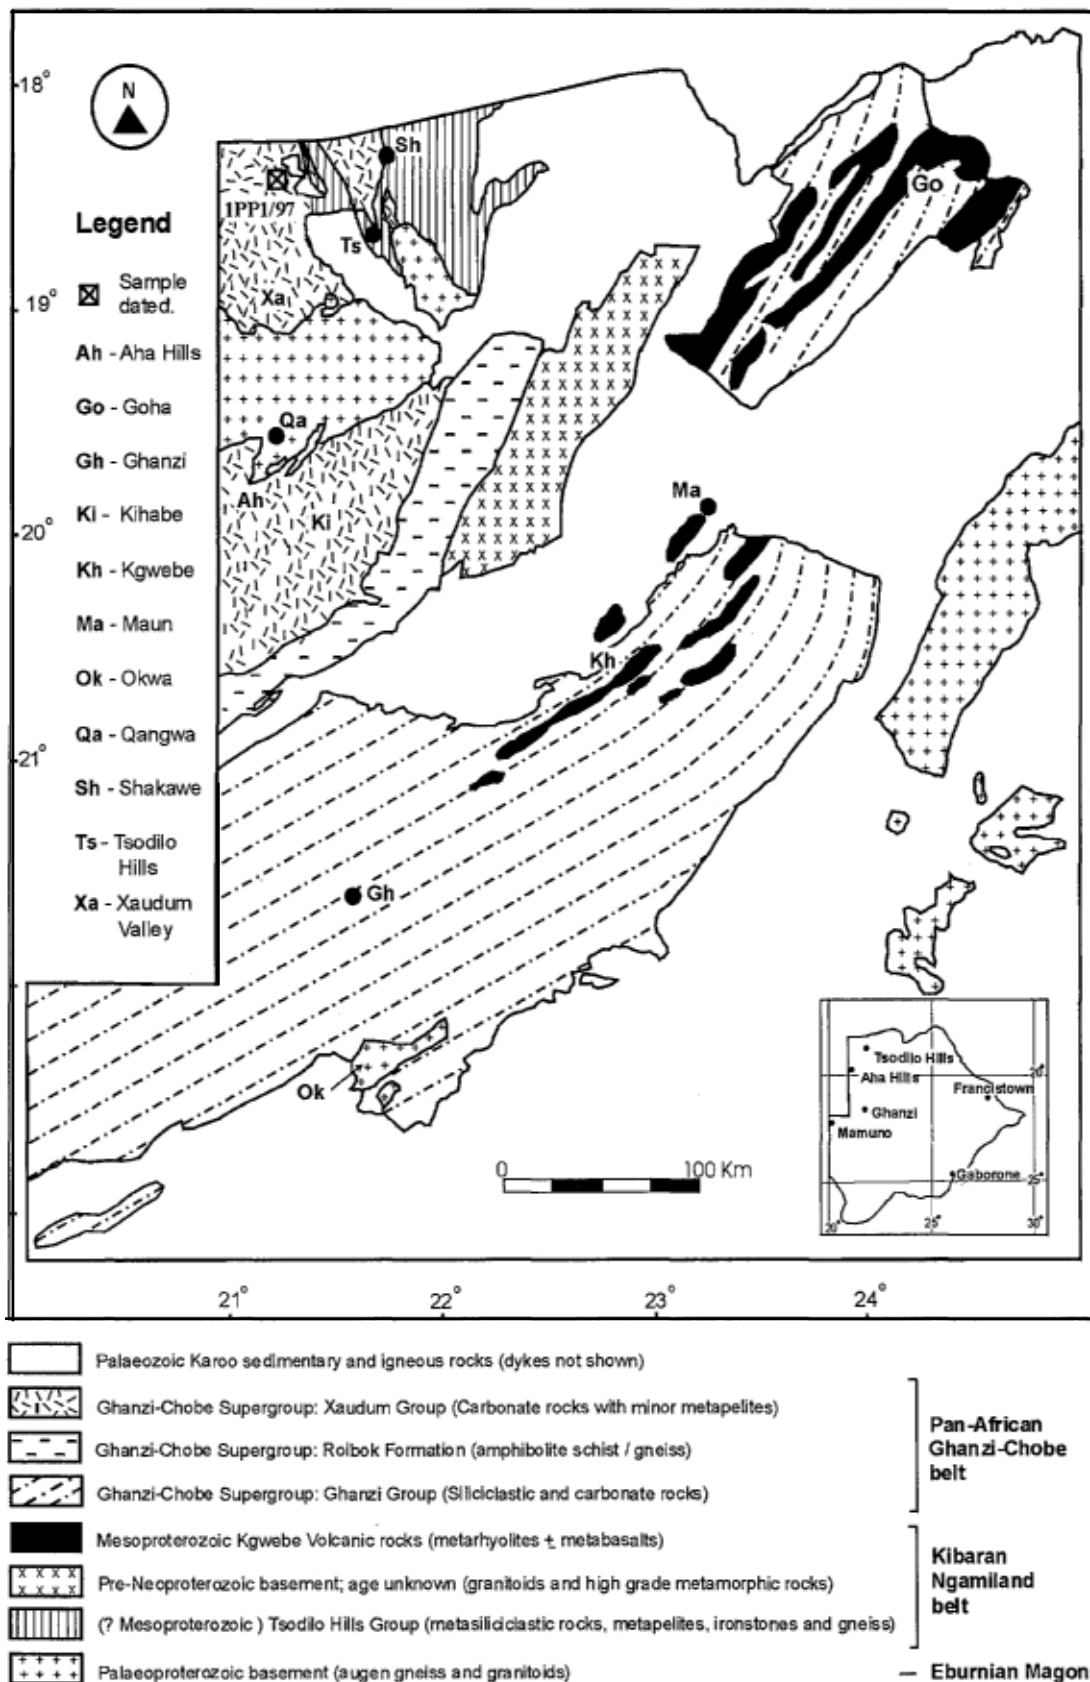 N
18°
Sh
Go
1PP1/97
Legend
Ts
Sample
dated.
Xa
19°
Ah - Aha Hills
Go - Goha
Qa
Gh - Ghanzi
Ma
Ah
Ki
Ki - Kihabe
20°
Kh - Kgwebe
Ma - Maun
Kh
Ok - Okwa
Qa - Qangwa
21°
Sh - Shakawe
Ts - Tsodilo
Hills
Gh
Xa - Xaudum
Valley
Ok
0 100 Km
Tsodilo Hills
Aha Hills
20°
Francistown
Ghanzi
Mamuno
Gaborone
25°
20° 25° 30°
21° 22° 23° 24°
Palaeozoic Karoo sedimentary and igneous rocks (dykes not shown)
Ghanzi-Chobe Supergroup: Xaudum Group (Carbonate rocks with minor metapelites)
Ghanzi-Chobe Supergroup: Roibok Formation (amphibolite schist / gneiss)
Ghanzi-Chobe Supergroup: Ghanzi Group (Siliciclastic and carbonate rocks)
Pan-African
Ghanzi-Chobe
belt
Mesoproterozoic Kgwebe Volcanic rocks (metarhyolites ± metabasalts)
Pre-Neoproterozoic basement; age unknown (granitoids and high grade metamorphic rocks)
(? Mesoproterozoic ) Tsodilo Hills Group (metasiliciclastic rocks, metapelites, ironstones and gneiss)
Kibaran
Ngamiland
belt
Palaeoproterozoic basement (augen gneiss and granitoids)
— Eburnian Magon